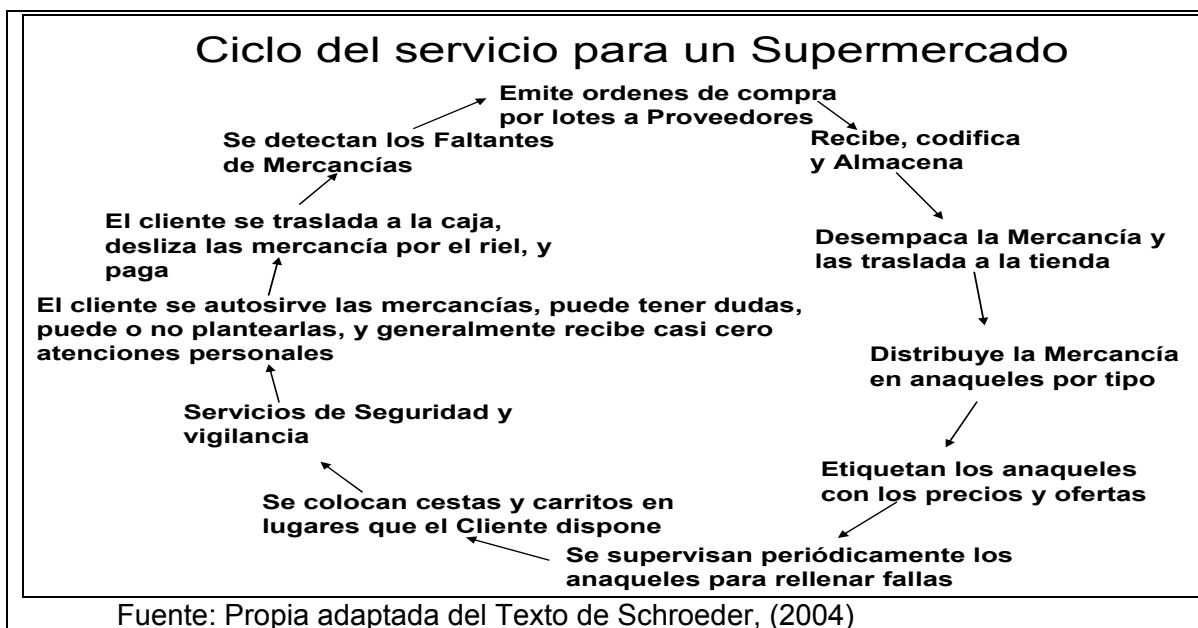 Ciclo del servicio para un Supermercado
Emite ordenes de compra
por lotes a Proveedores
Recibe, codifica
y Almacena
Desempaca la Mercancía y
las traslada a la tienda
Distribuye la Mercancía
en anaqueles por tipo
Etiquetan los anaqueles
con los precios y ofertas
Se supervisan periódicamente los
anaqueles para rellenar fallas
Se colocan cestas y carritos en
lugares que el Cliente dispone
Servicios de Seguridad y
vigilancia
El cliente se autosirve las mercancías, puede tener dudas,
puede o no plantearlas, y generalmente recibe casi cero
atenciones personales
El cliente se traslada a la caja,
desliza las mercancía por el riel, y
paga
Se detectan los Faltantes
de Mercancías
Fuente: Propia adaptada del Texto de Schroeder, (2004)